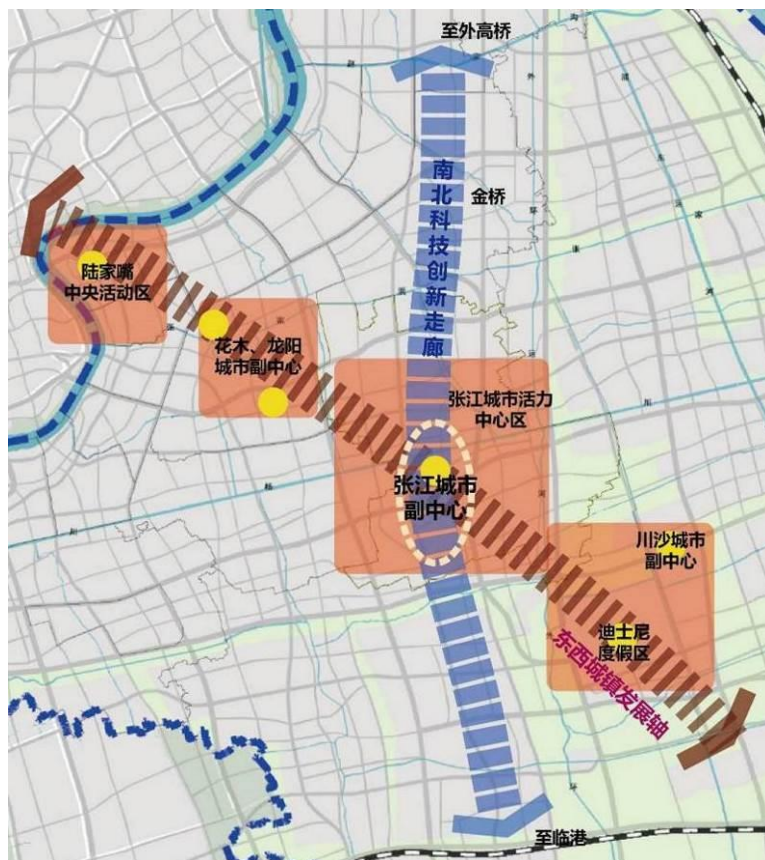 至外高桥
南北科技创新走廊
金桥
陆家嘴
中央活动区
花木、龙阳
城市副中心
张江城市活力
中心区
张江城市
副中心
川沙城市
副中心
迪士尼
度假区
东西城镇发展轴
至临港